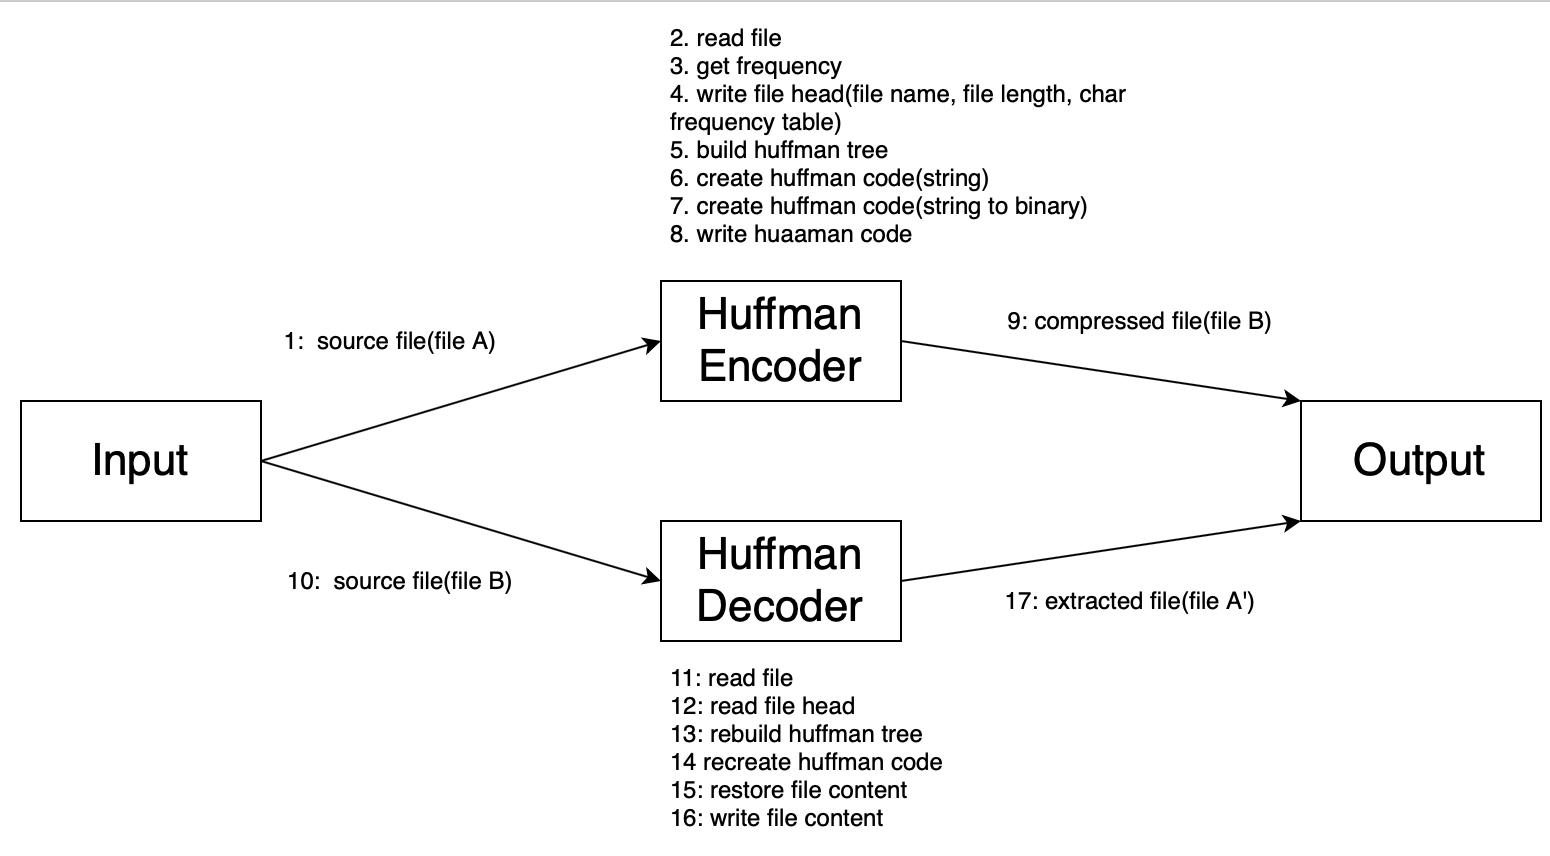 2. read file
3. get frequency
4. write file head(file name, file length, char
frequency table)
5. build huffman tree
6. create huffman code(string)
7. create huffman code(string to binary)
8. write huaaman code
Huffman
Encoder
1:  source file(file A)
9: compressed file(file B)
Input
Output
Huffman
Decoder
10:  source file(file B)
17: extracted file(file A')
11: read file
12: read file head
13: rebuild huffman tree
14 recreate huffman code
15: restore file content
16: write file content